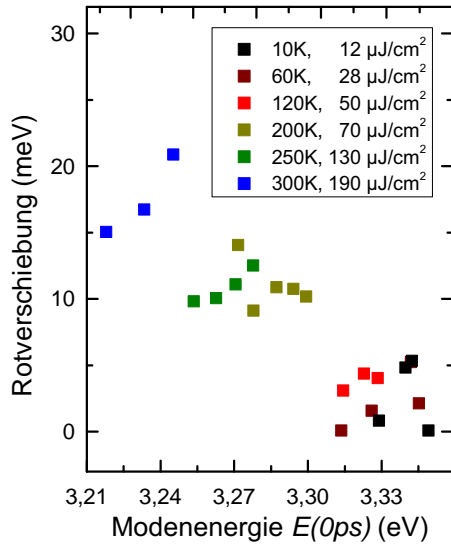 30
20
10
0
Rotverschiebung (meV)
10K, 12 µJ/cm²
60K, 28 µJ/cm²
120K, 50 µJ/cm²
200K, 70 µJ/cm²
250K, 130 µJ/cm²
300K, 190 µJ/cm²
3,21 3,24 3,27 3,30 3,33
Modenenergie E(0ps) (eV)